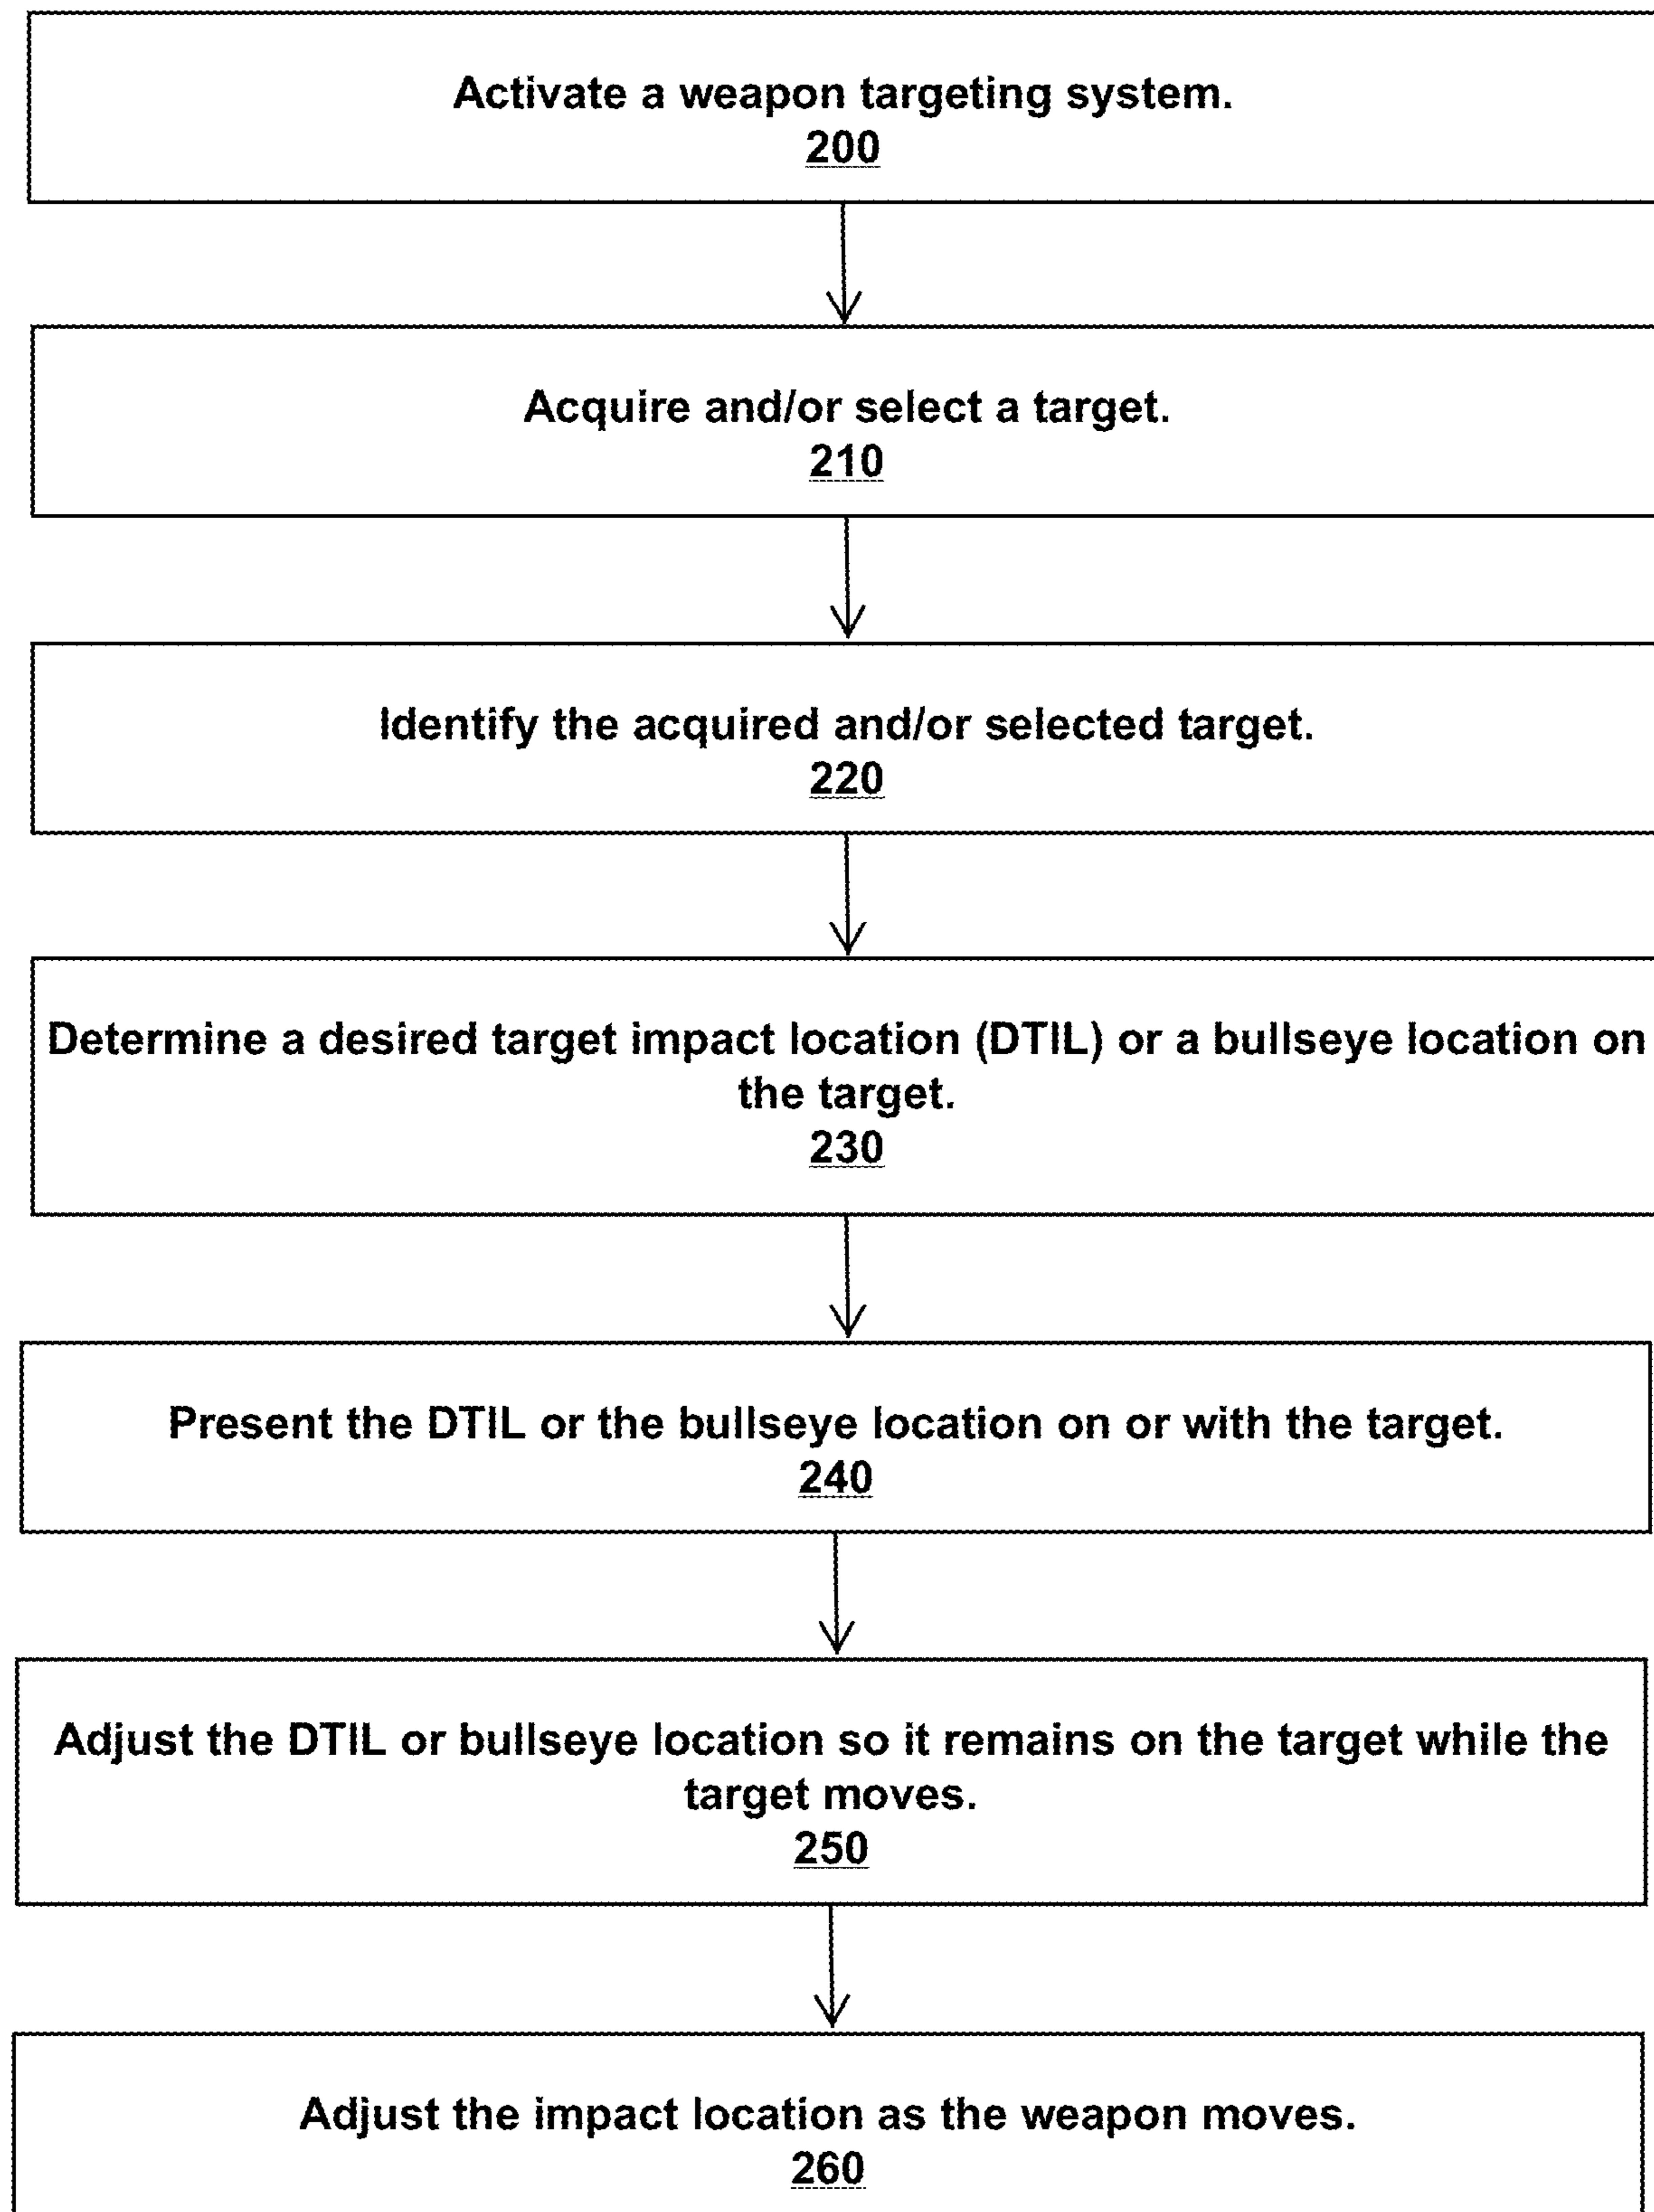 Activate a weapon targeting system.
200
Acquire and/or select a target.
210
Identify the acquired and/or selected target.
220
Determine a desired target impact location (DTIL) or a bullseye location on
the target.
230
Present the DTIL or the bullseye location on or with the target.
240
Adjust the DTIL or bullseye location so it remains on the target while the
target moves.
250
Adjust the impact location as the weapon moves.
260